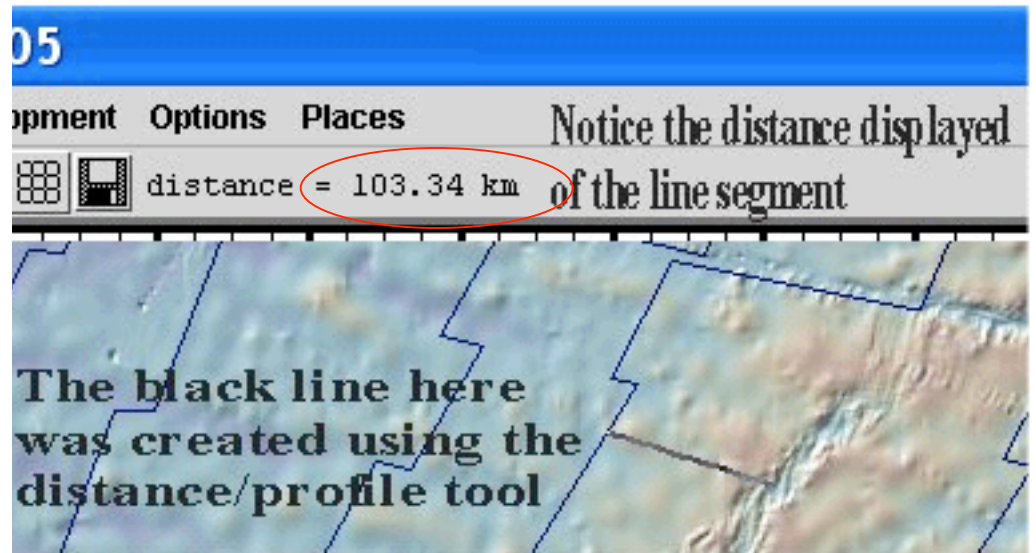 05
opment Options Places
distance = 103.34 km
Notice the distance displayed
of the line segment
The black line here
was created using the
distance/profile tool